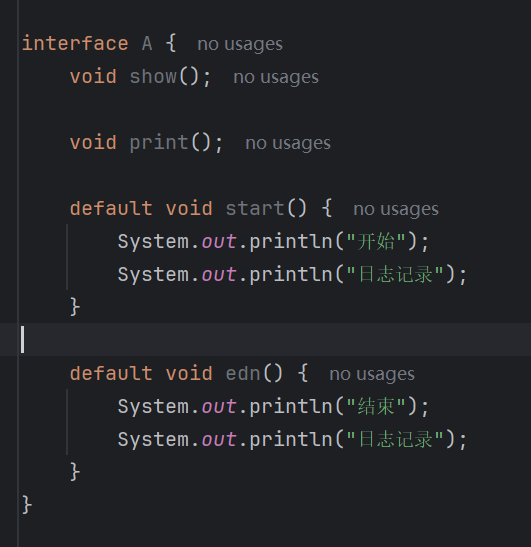 interface A {  no usages
void show();  no usages
void print();  no usages
default void start() {  no usages
System.out.println("开始");
System.out.println("日志记录");
}
default void edn() {  no usages
System.out.println("结束");
System.out.println("日志记录");
}
}